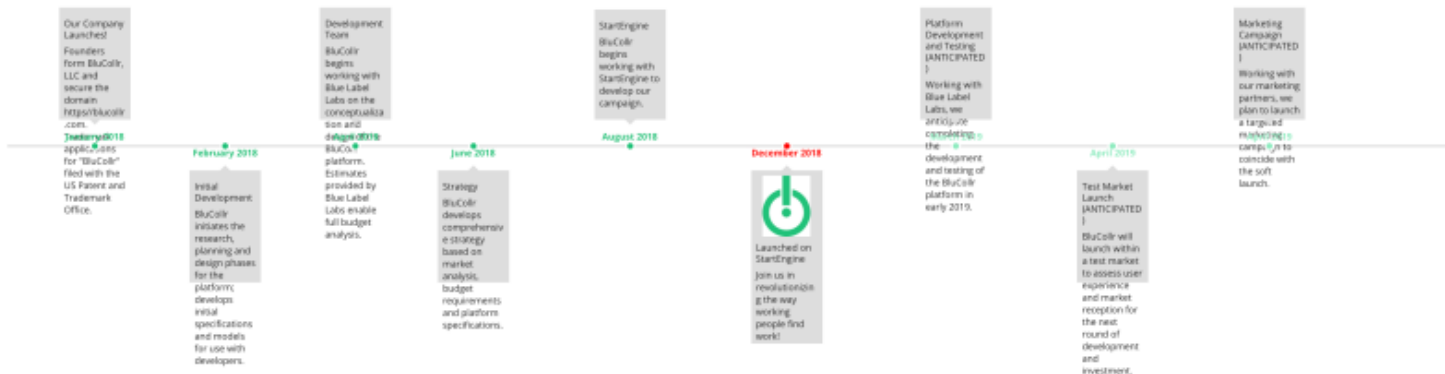 Our Company
Launches!
Founders
form BluCollr,
LLC and
secure the
domain
https//blucollr
.com.
Trademark
applications
for "BluCollr"
filed with the
US Patent and
Trademark
Office.
2018
February 2018
Initial
Development
BluCollr
initiates the
research,
planning and
design phases
for the
platform;
develops
initial
specifications
and models
for use with
developers.
Development
Team
BluCollr
begins
working with
Blue Label
Labs on the
conceptualiza
tion and
the
BluCollr
platform.
Estimates
provided by
Blue Label
Labs enable
full budget
analysis.
June 2018
Strategy
BluCollr
develops
comprehensiv
e strategy
based on
market
analysis,
budget
requirements
and platform
specifications.
StartEngine
BluCollr
begins
working with
StartEngine to
develop our
campaign.
August 2018
December 2018
Launched on
StartEngine
Join us in
revolutionizin
g the way
working
people find
work!
Platform
Development
and Testing
(ANTICIPATED
)
Working with
Blue Label
Labs, we
anticipate
completing
the
development
and testing of
the BluCollr
platform in
early 2019.
2019
April 2019
Test Market
Launch
(ANTICIPATED
)
BluCollr will
launch within
a test market
to assess user
experience
and market
reception for
the next
round of
development
and
investment.
Marketing
Campaign
(ANTICIPATED
)
Working with
our marketing
partners, we
plan to launch
a targeted
marketing
campaign to
coincide with
the soft
launch.
2019